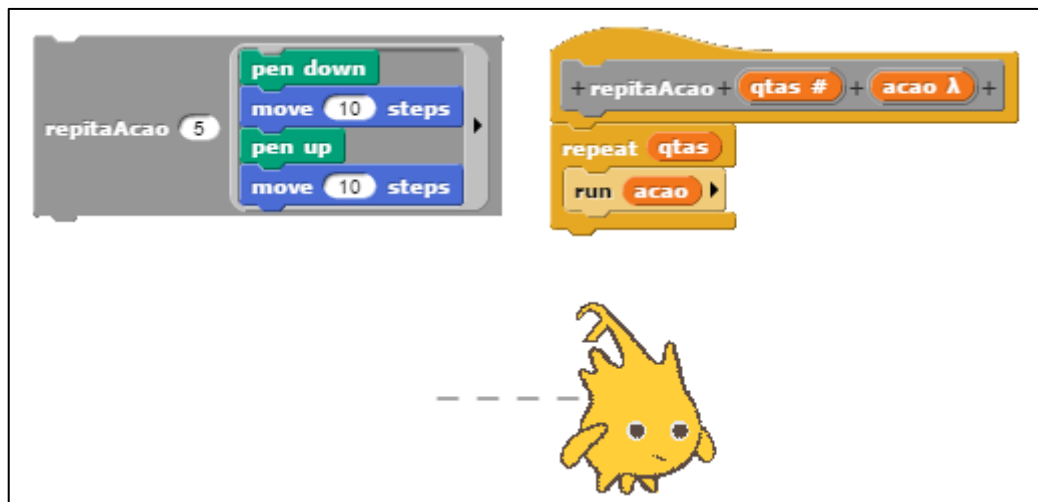 repitaAcao 5
pen down
move 10 steps
pen up
move 10 steps
+ repitaAcao + qtas # + acao λ +
repeat qtas
run acao